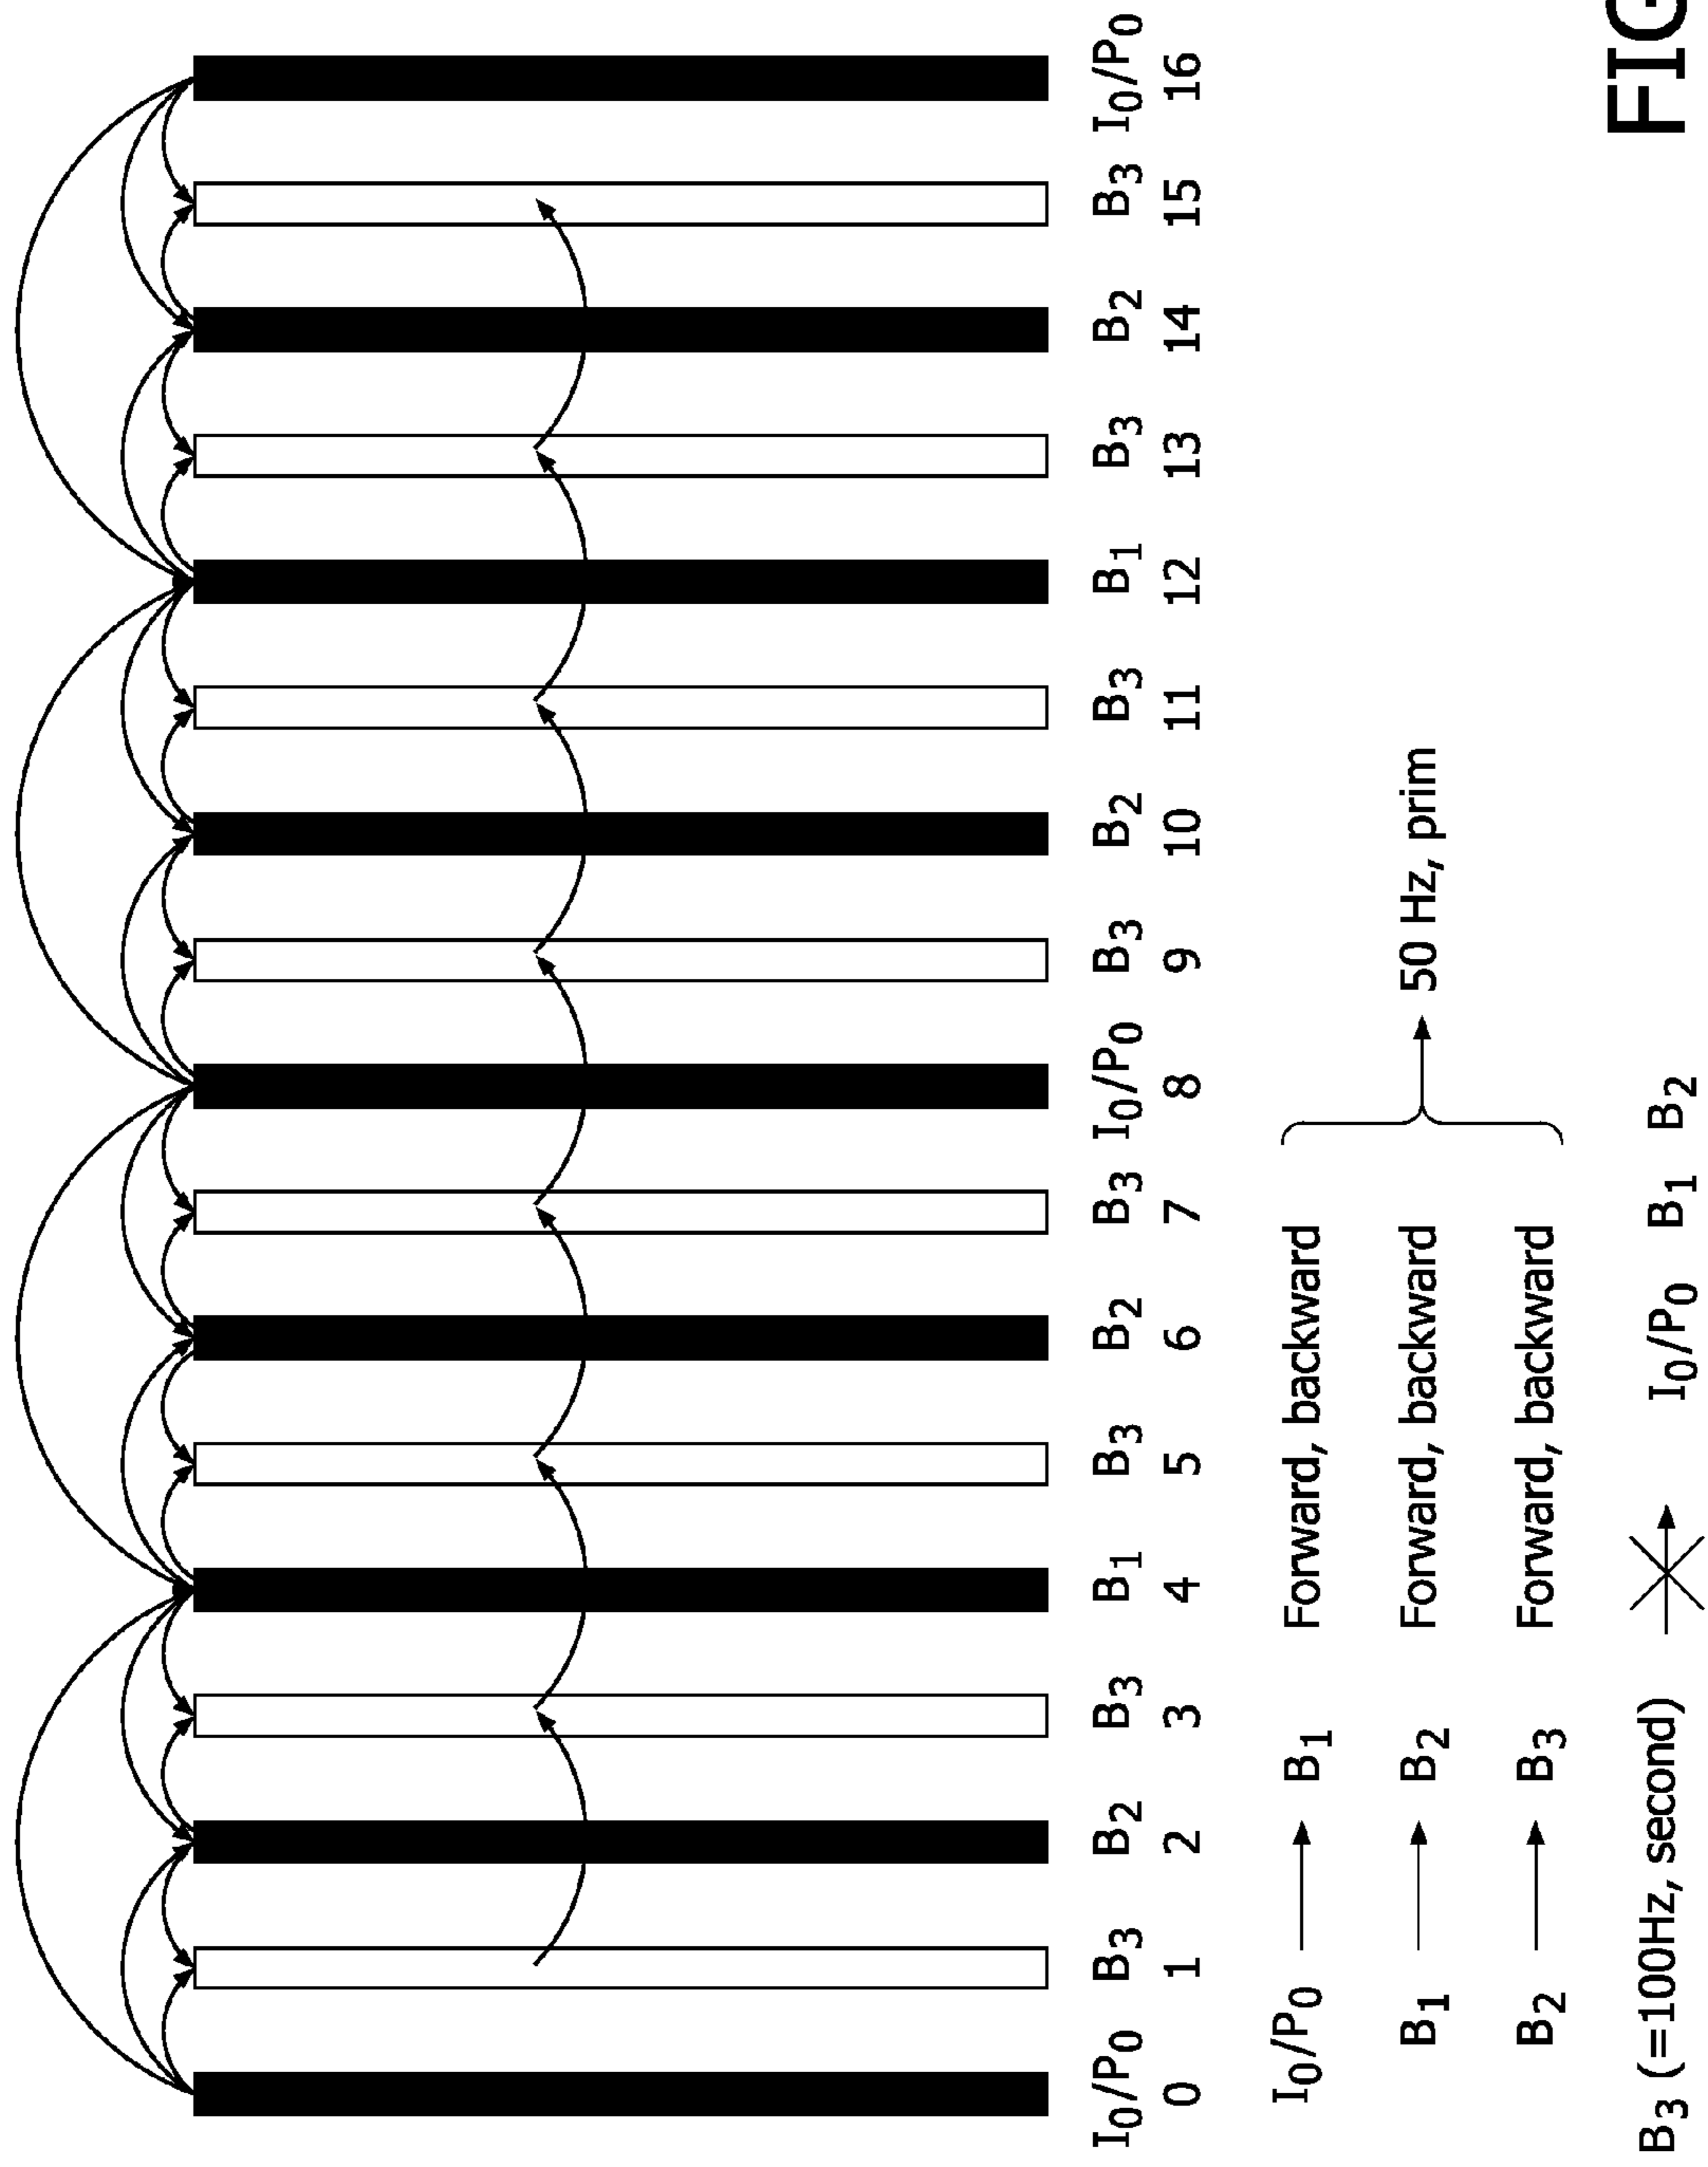 I₀/P₀ B₃ B₂ B₃ B₁ B₃ B₂ B₃ I₀/P₀ B₃ B₂ B₃ B₁ B₃ B₂ B₃ I₀/P₀
0 1 2 3 4 5 6 7 8 9 10 11 12 13 14 15 16
I₀/P₀ → B₁ Forward, backward
B₁ → B₂ Forward, backward → 50 Hz, prim
B₂ → B₃ Forward, backward
B₃ (=100Hz, second) → I₀/P₀ B₁ B₂
FIG